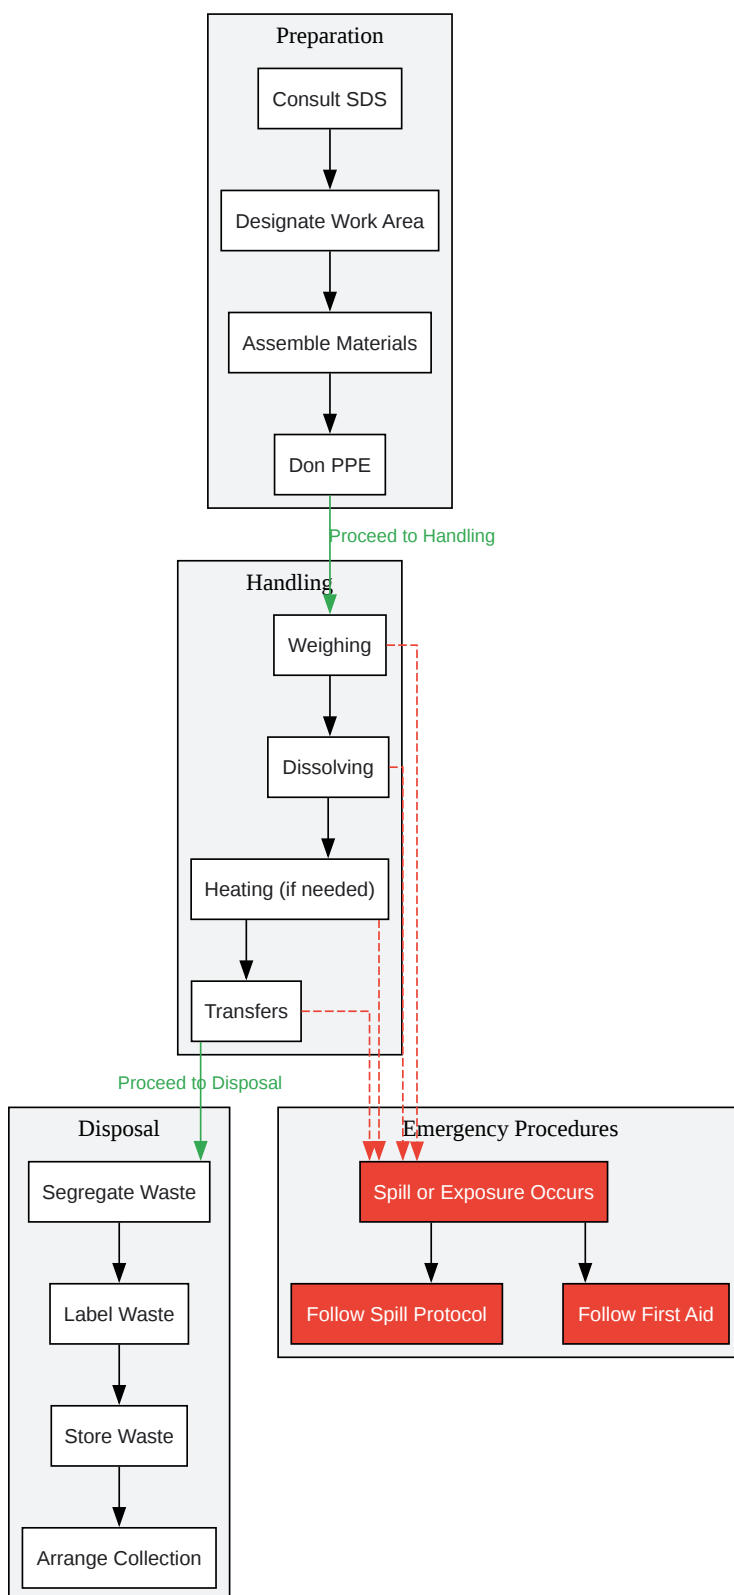 Preparation
Consult SDS
Designate Work Area
Assemble Materials
Don PPE
Proceed to Handling
Handling
Weighing
Dissolving
Heating (if needed)
Transfers
Proceed to Disposal
Disposal
Segregate Waste
Label Waste
Store Waste
Arrange Collection
Emergency Procedures
Spill or Exposure Occurs
Follow Spill Protocol
Follow First Aid